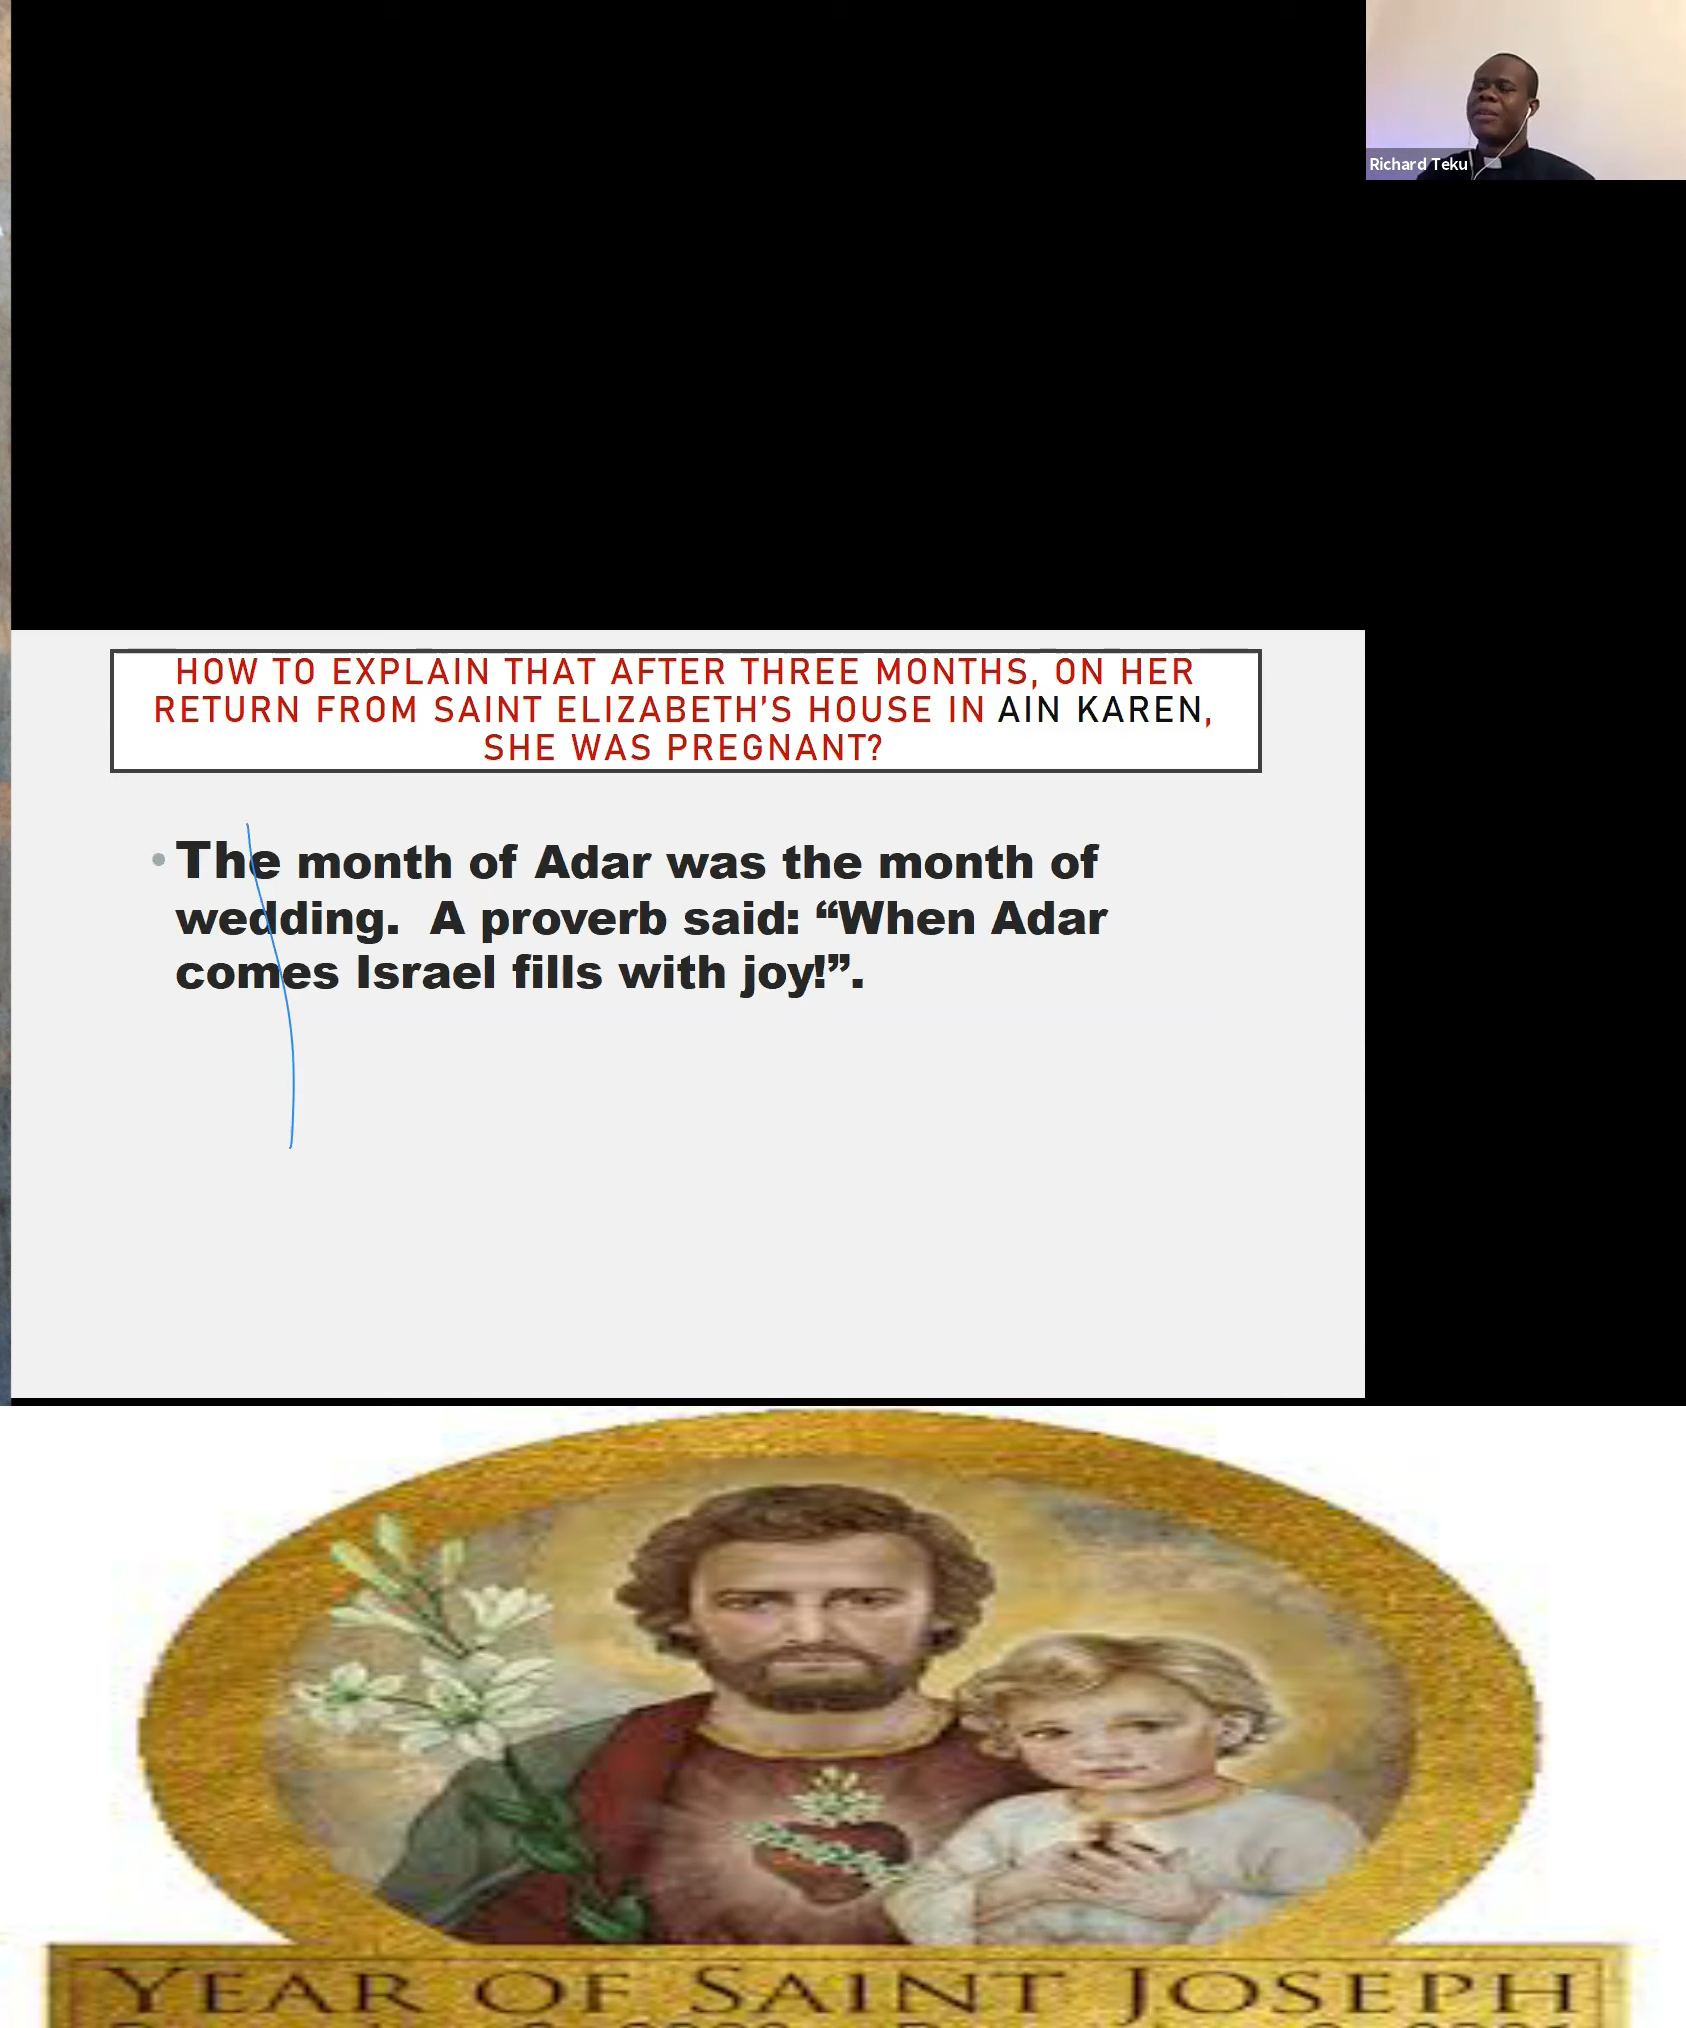 Richard Teku
HOW TO EXPLAIN THAT AFTER THREE MONTHS, ON HER
RETURN FROM SAINT ELIZABETH'S HOUSE IN AIN KAREN,
SHE WAS PREGNANT?
• The month of Adar was the month of
wedding.  A proverb said: “When Adar
comes Israel fills with joy!”.
YEAR OF SAINT JOSEPH